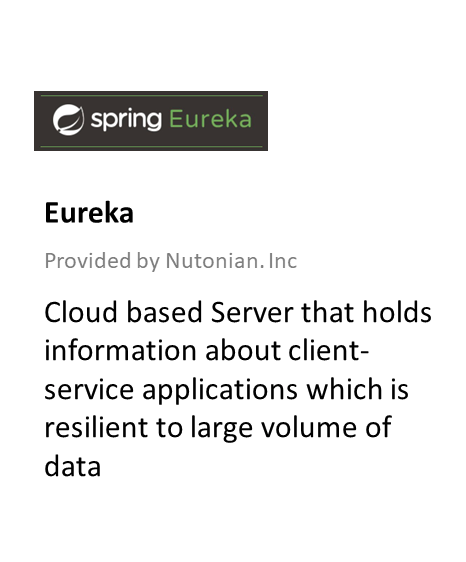 spring Eureka
Eureka
Provided by Nutonian.Inc
Cloud based Server that holds
information about client-
service applications which is
resilient to large volume of
data